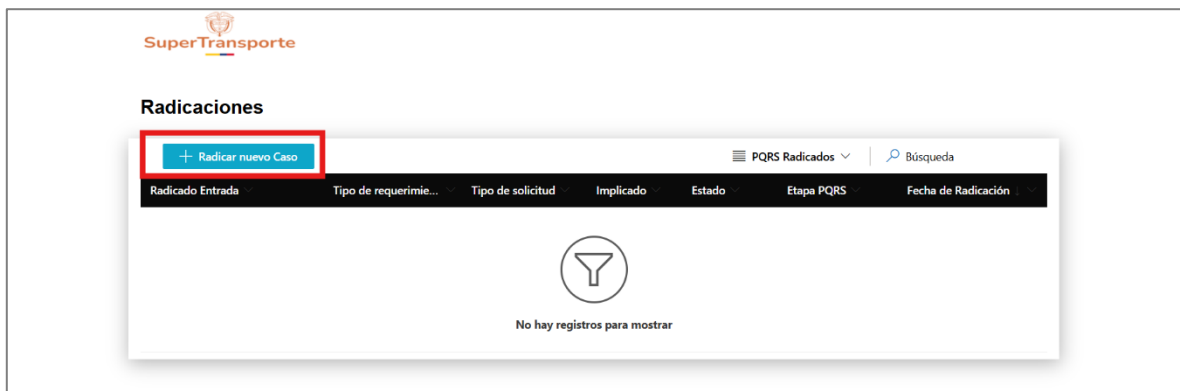 SuperTransporte
Radicaciones
+ Radicar nuevo Caso PQRS Radicados Búsqueda
Radicado Entrada Tipo de requerimie... Tipo de solicitud Implicado Estado Etapa PQRS Fecha de Radicación
No hay registros para mostrar